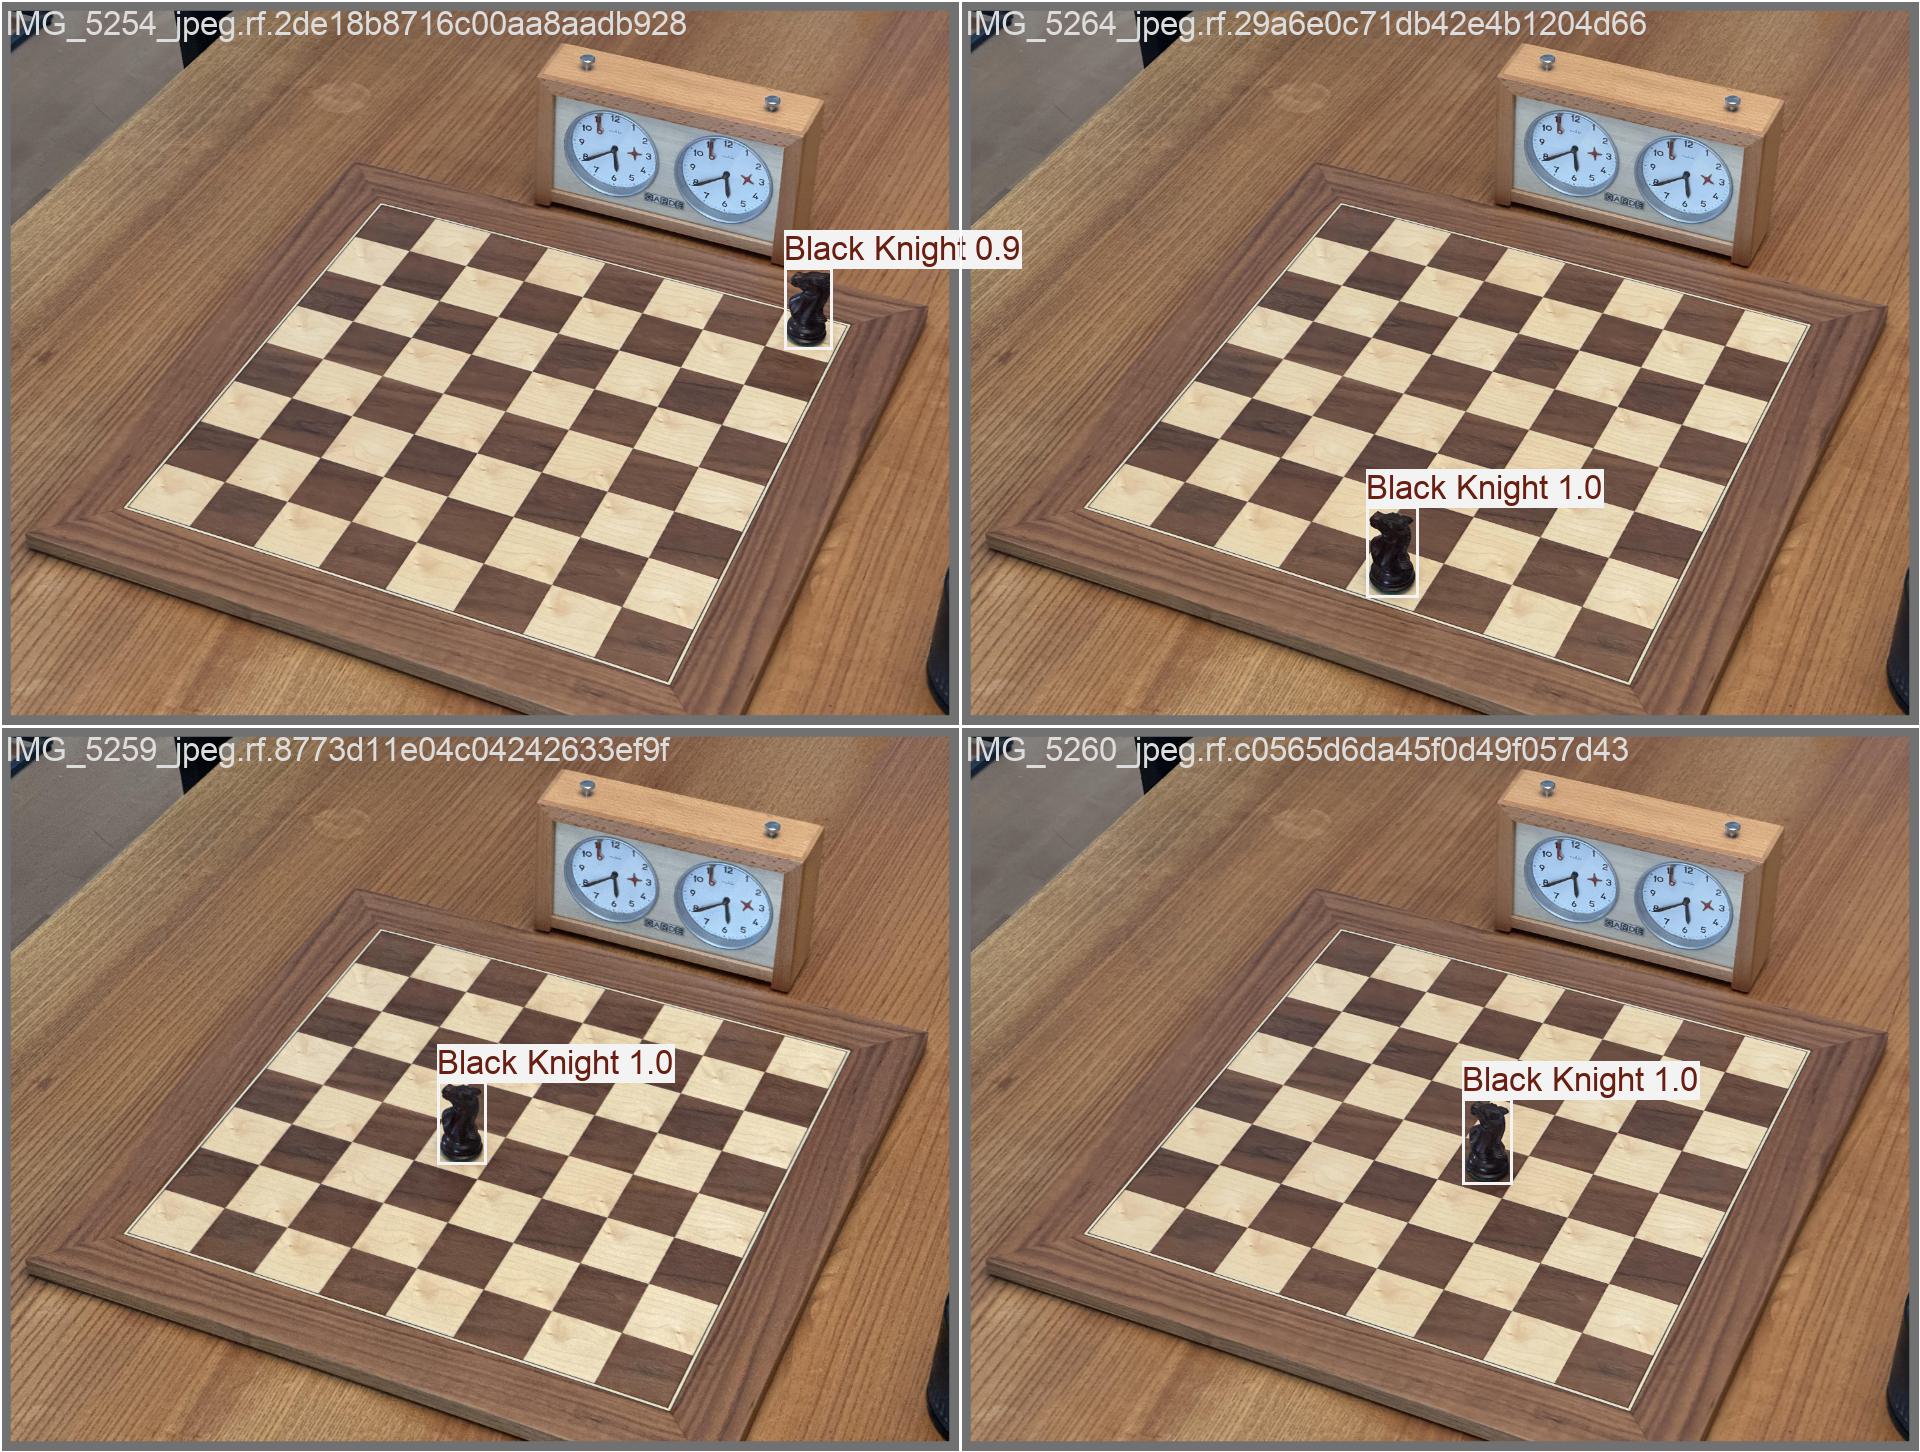 IMG_5254_jpeg.rf.2de18b8716c00aa8aadb928
IMG_5264_jpeg.rf.29a6e0c71db42e4b1204d66
Black Knight 0.9
Black Knight 1.0
IMG_5259_jpeg.rf.8773d11e04c04242633ef9f
IMG_5260_jpeg.rf.c0565d6da45f0d49f057d43
Black Knight 1.0
Black Knight 1.0